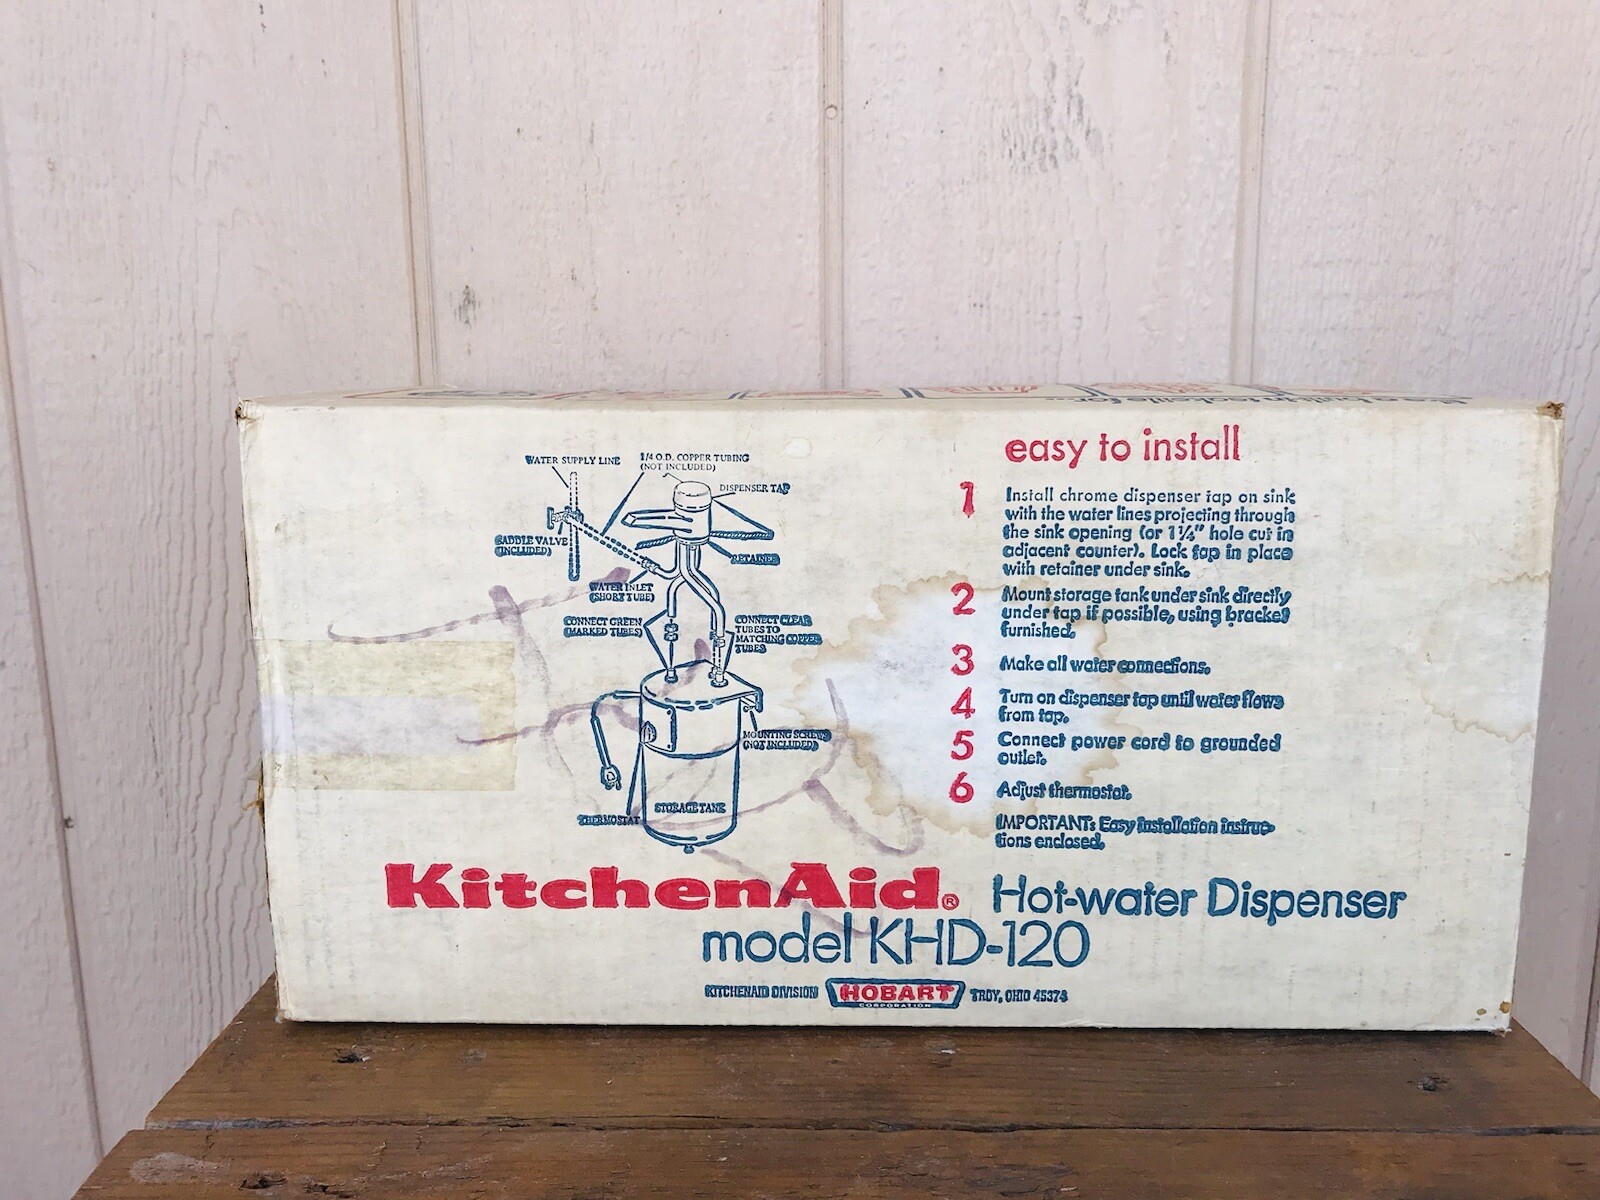 WATER SUPPLY LINE
1/4 O.D. COPPER TUBING
(NOT INCLUDED)
DISPENSER TAP
SADDLE VALVE
(INCLUDED)
RETAINER
WATER INLET
(SHORT TUBE)
CONNECT GREEN
(MARKED TUBES)
CONNECT CLEAR
TUBES TO
MATCHING COPPER
TUBES
MOUNTING SCREWS
(NOT INCLUDED)
STORAGE TANK
THERMOSTAT
easy to install
1 Install chrome dispenser tap on sink
with the water lines projecting through
the sink opening (or 1¼" hole cut in
adjacent counter). Lock tap in place
with retainer under sink.
2 Mount storage tank under sink directly
under tap if possible, using bracket
furnished.
3 Make all water connections.
4 Turn on dispenser tap until water flows
from tap.
5 Connect power cord to grounded
outlet.
6 Adjust thermostat.
IMPORTANT: Easy installation instruc-
tions enclosed.
KitchenAid® Hot-water Dispenser
model KHD-120
KITCHENAID DIVISION HOBART CORPORATION TROY, OHIO 45374